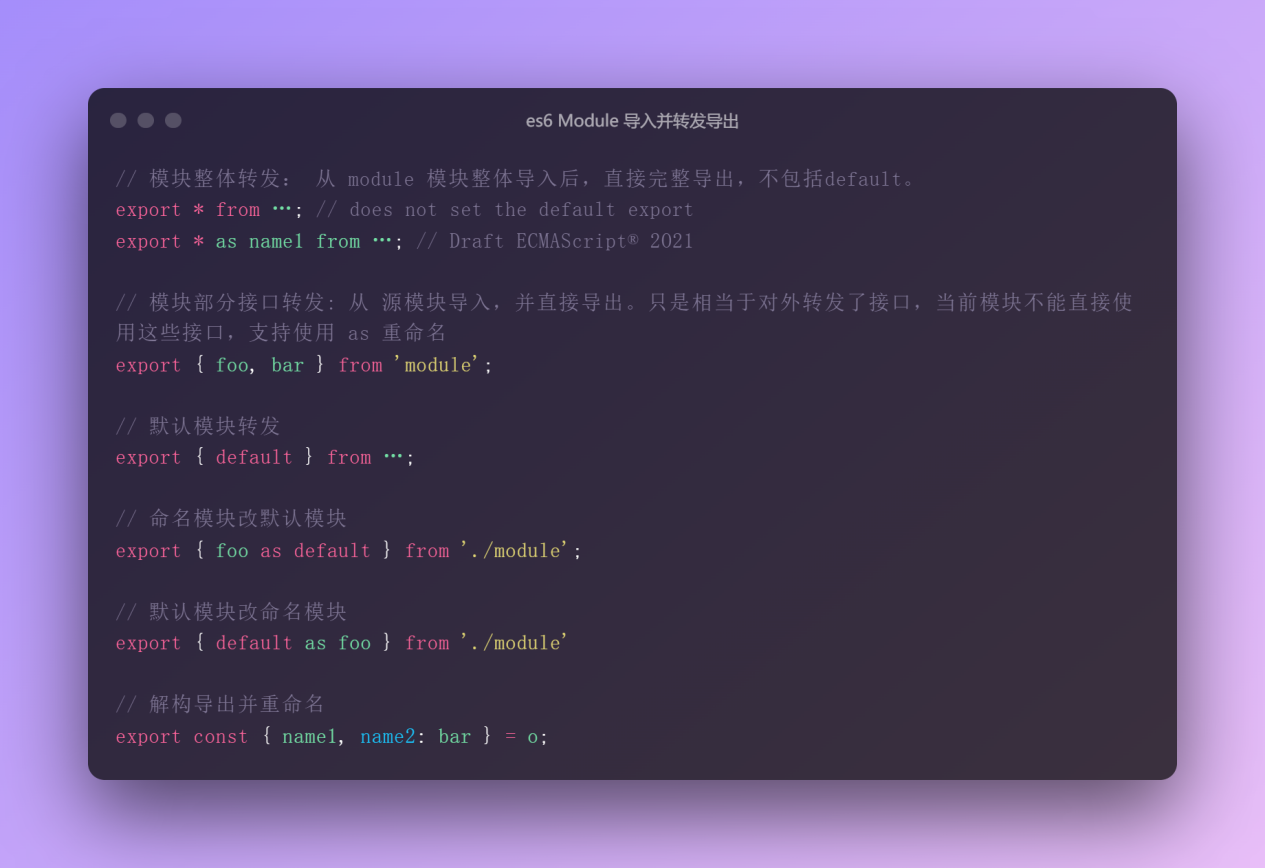 es6 Module 导入并转发导出
// 模块整体转发： 从 module 模块整体导入后，直接完整导出，不包括default。
export * from …; // does not set the default export
export * as name1 from …; // Draft ECMAScript® 2021
// 模块部分接口转发: 从 源模块导入，并直接导出。只是相当于对外转发了接口，当前模块不能直接使
用这些接口，支持使用 as 重命名
export { foo, bar } from 'module';
// 默认模块转发
export { default } from …;
// 命名模块改默认模块
export { foo as default } from './module';
// 默认模块改命名模块
export { default as foo } from './module'
// 解构导出并重命名
export const { name1, name2: bar } = o;